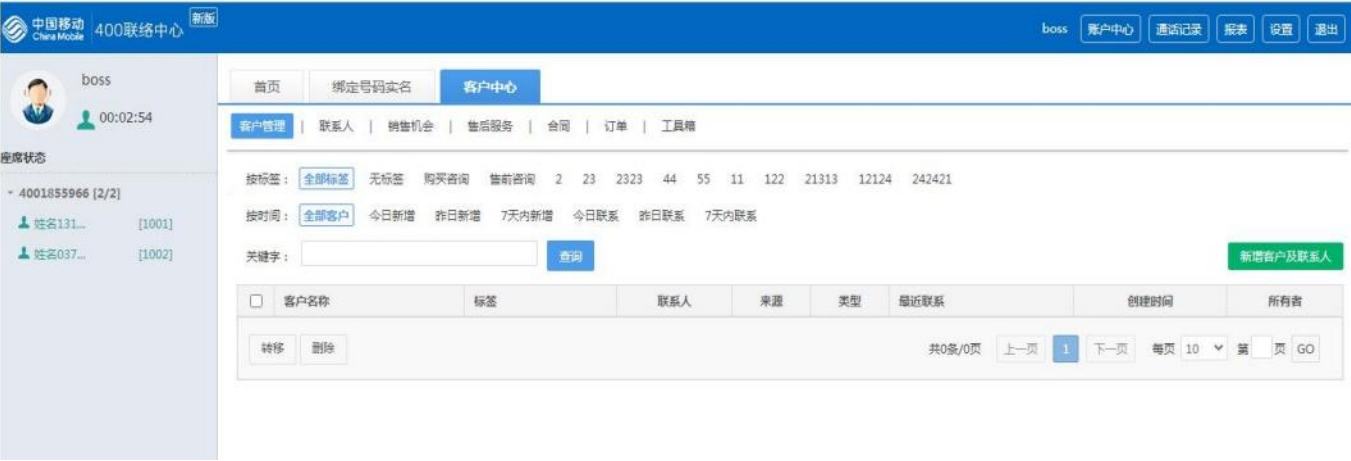 中国移动 China Mobile 400联络中心 新版 boss 账户中心 通话记录 报表 设置 退出
boss
00:02:54
座席状态
4001855966 [2/2]
姓名131... [1001]
姓名037... [1002]
首页 绑定号码实名 客户中心
客户管理 | 联系人 | 销售机会 | 售后服务 | 合同 | 订单 | 工具箱
按标签: 全部标签 无标签 购买咨询 售前咨询 2 23 2323 44 55 11 122 21313 12124 242421
按时间: 全部客户 今日新增 昨日新增 7天内新增 今日联系 昨日联系 7天内联系
关键字: 查询 新增客户及联系人
客户名称 标签 联系人 来源 类型 最近联系 创建时间 所有者
转移 删除 共0条/0页 上一页 1 下一页 每页 10 第 页 GO